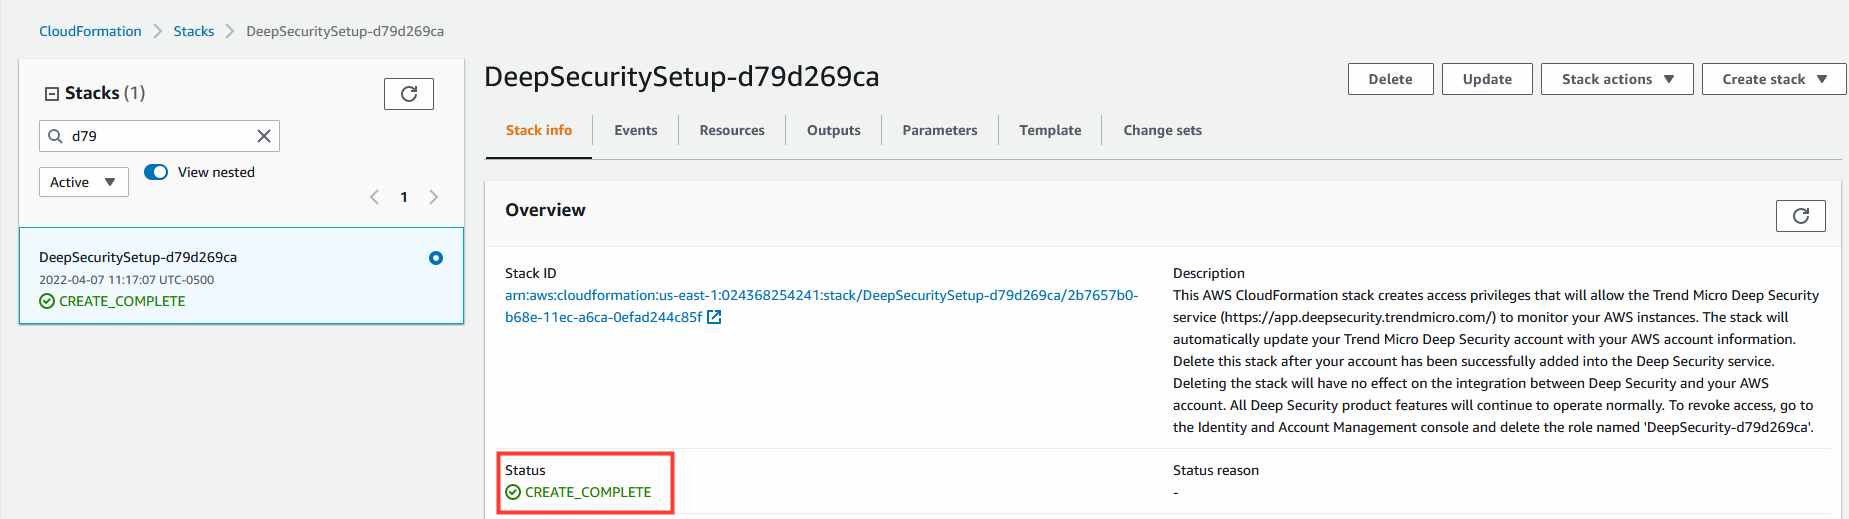 CloudFormation > Stacks > DeepSecuritySetup-d79d269ca
Stacks (1)
d79
Active
View nested
1
DeepSecuritySetup-d79d269ca
2022-04-07 11:17:07 UTC-0500
CREATE_COMPLETE
DeepSecuritySetup-d79d269ca
Delete
Update
Stack actions
Create stack
Stack info
Events
Resources
Outputs
Parameters
Template
Change sets
Overview
Stack ID
arn:aws:cloudformation:us-east-1:024368254241:stack/DeepSecuritySetup-d79d269ca/2b7657b0-
b68e-11ec-a6ca-0efad244c85f
Description
This AWS CloudFormation stack creates access privileges that will allow the Trend Micro Deep Security
service (https://app.deepsecurity.trendmicro.com/) to monitor your AWS instances. The stack will
automatically update your Trend Micro Deep Security account with your AWS account information.
Delete this stack after your account has been successfully added into the Deep Security service.
Deleting the stack will have no effect on the integration between Deep Security and your AWS
account. All Deep Security product features will continue to operate normally. To revoke access, go to
the Identity and Account Management console and delete the role named 'DeepSecurity-d79d269ca'.
Status
CREATE_COMPLETE
Status reason
-